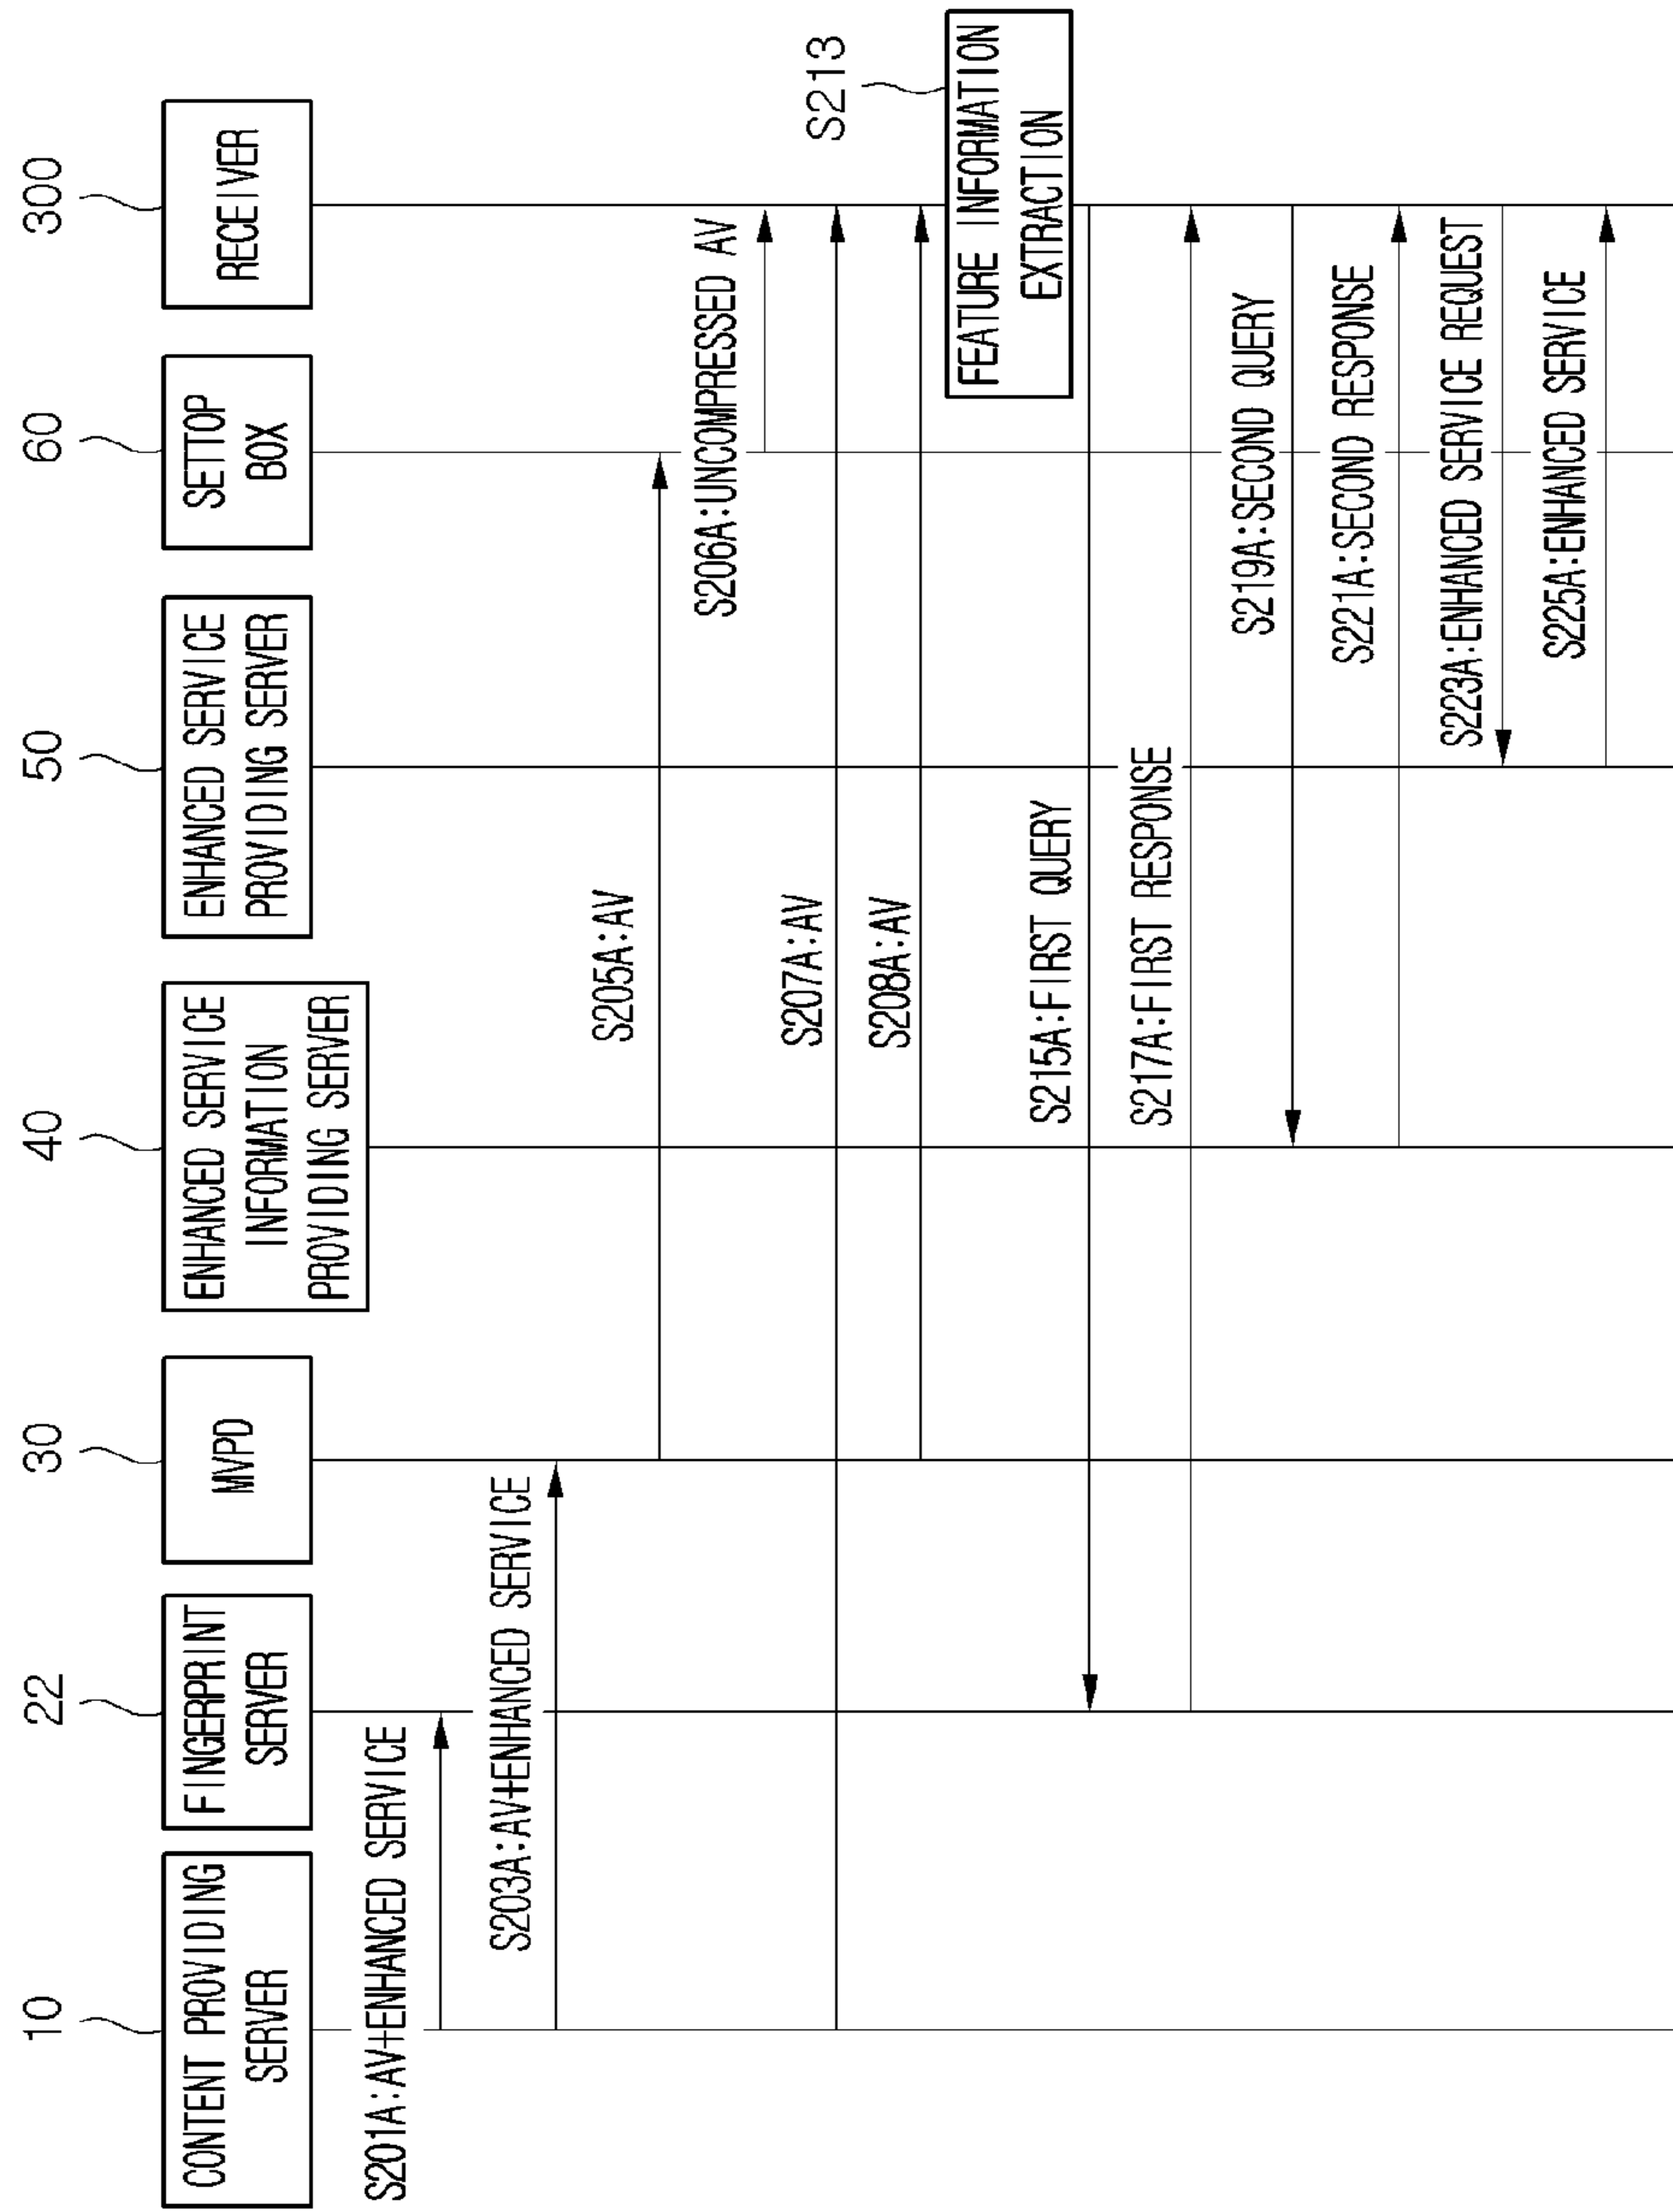 10
22
30
40
50
60
300
CONTENT PROVIDING
SERVER
FINGERPRINT
SERVER
MVPD
ENHANCED SERVICE
INFORMATION
PROVIDING SERVER
ENHANCED SERVICE
PROVIDING SERVER
SETTOP
BOX
RECEIVER
S201A:AV+ENHANCED SERVICE
S203A:AV+ENHANCED SERVICE
S205A:AV
S206A:UNCOMPRESSED AV
S207A:AV
S208A:AV
S213
FEATURE INFORMATION
EXTRACTION
S215A:FIRST QUERY
S217A:FIRST RESPONSE
S219A:SECOND QUERY
S221A:SECOND RESPONSE
S223A:ENHANCED SERVICE REQUEST
S225A:ENHANCED SERVICE